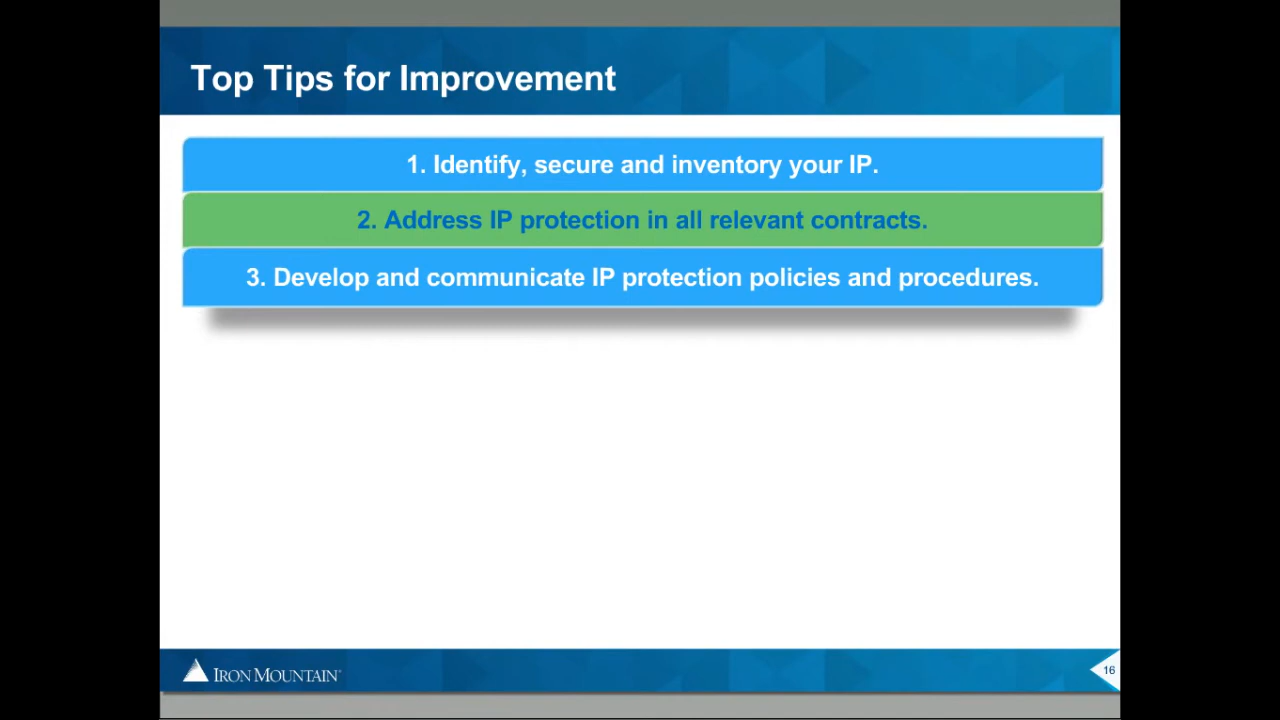 Top Tips for Improvement
1. Identify, secure and inventory your IP.
2. Address IP protection in all relevant contracts.
3. Develop and communicate IP protection policies and procedures.
IRON MOUNTAIN®
16